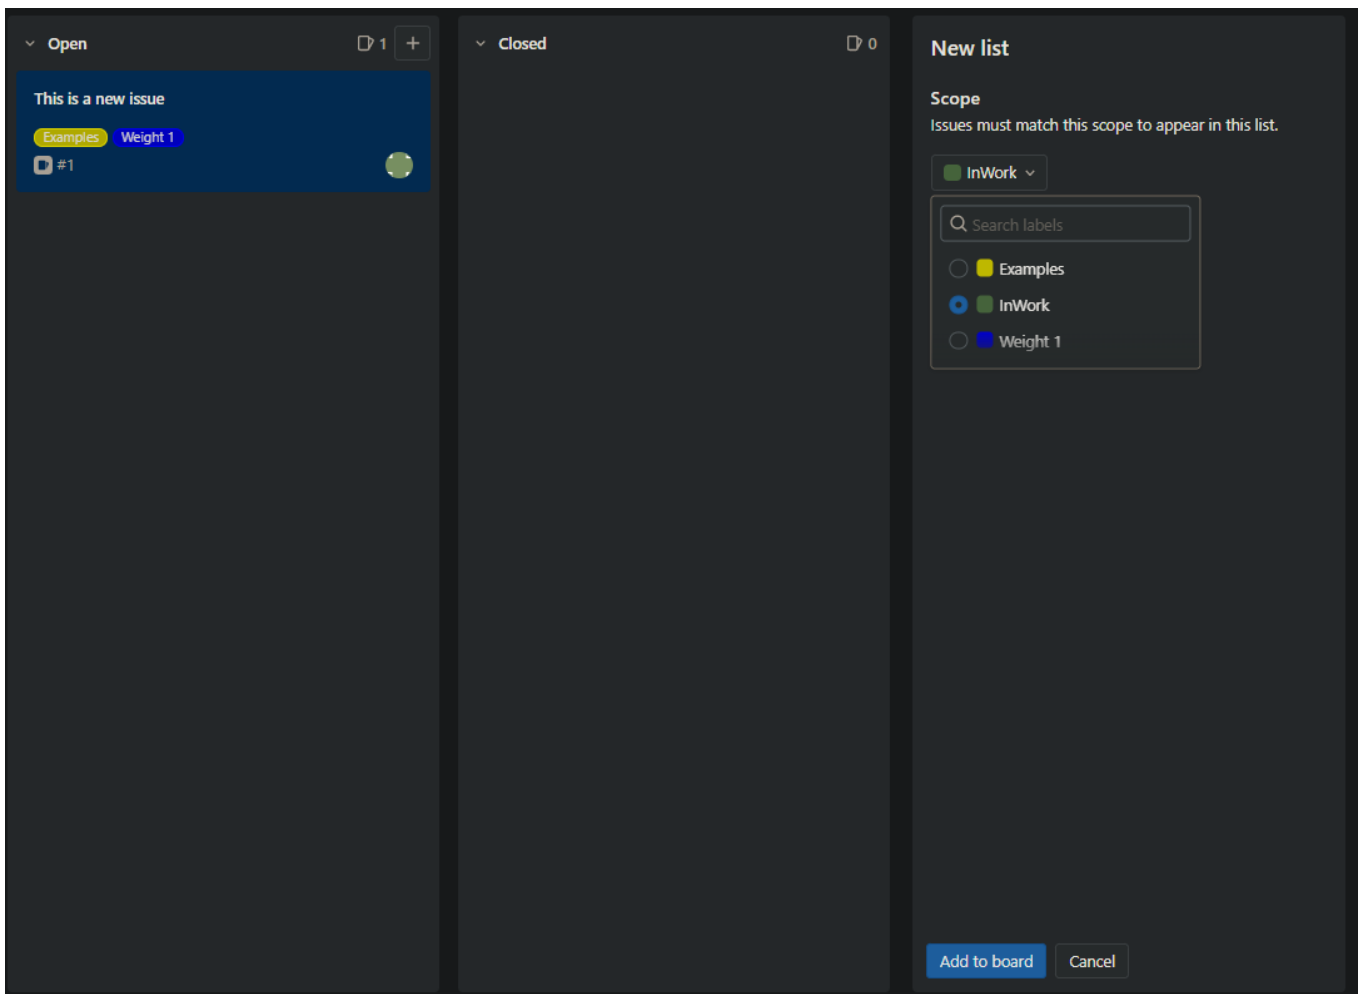 Open 1
This is a new issue
Examples Weight 1
#1
Closed 0
New list
Scope
Issues must match this scope to appear in this list.
InWork
Search labels
Examples
InWork
Weight 1
Add to board Cancel